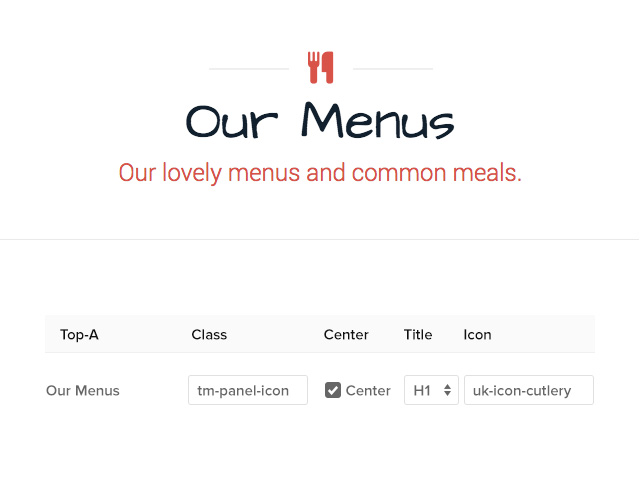 Our Menus
Our lovely menus and common meals.
Top-A Class Center Title Icon
Our Menus tm-panel-icon Center H1 uk-icon-cutlery